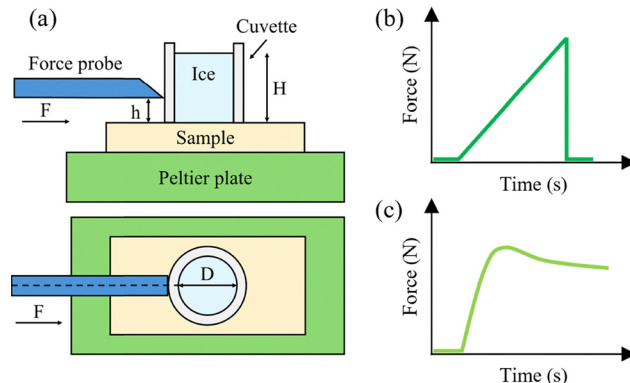 (a)
Cuvette
Force probe
Ice
H
F
h
Sample
Peltier plate
D
F
(b)
Force (N)
Time (s)
(c)
Force (N)
Time (s)